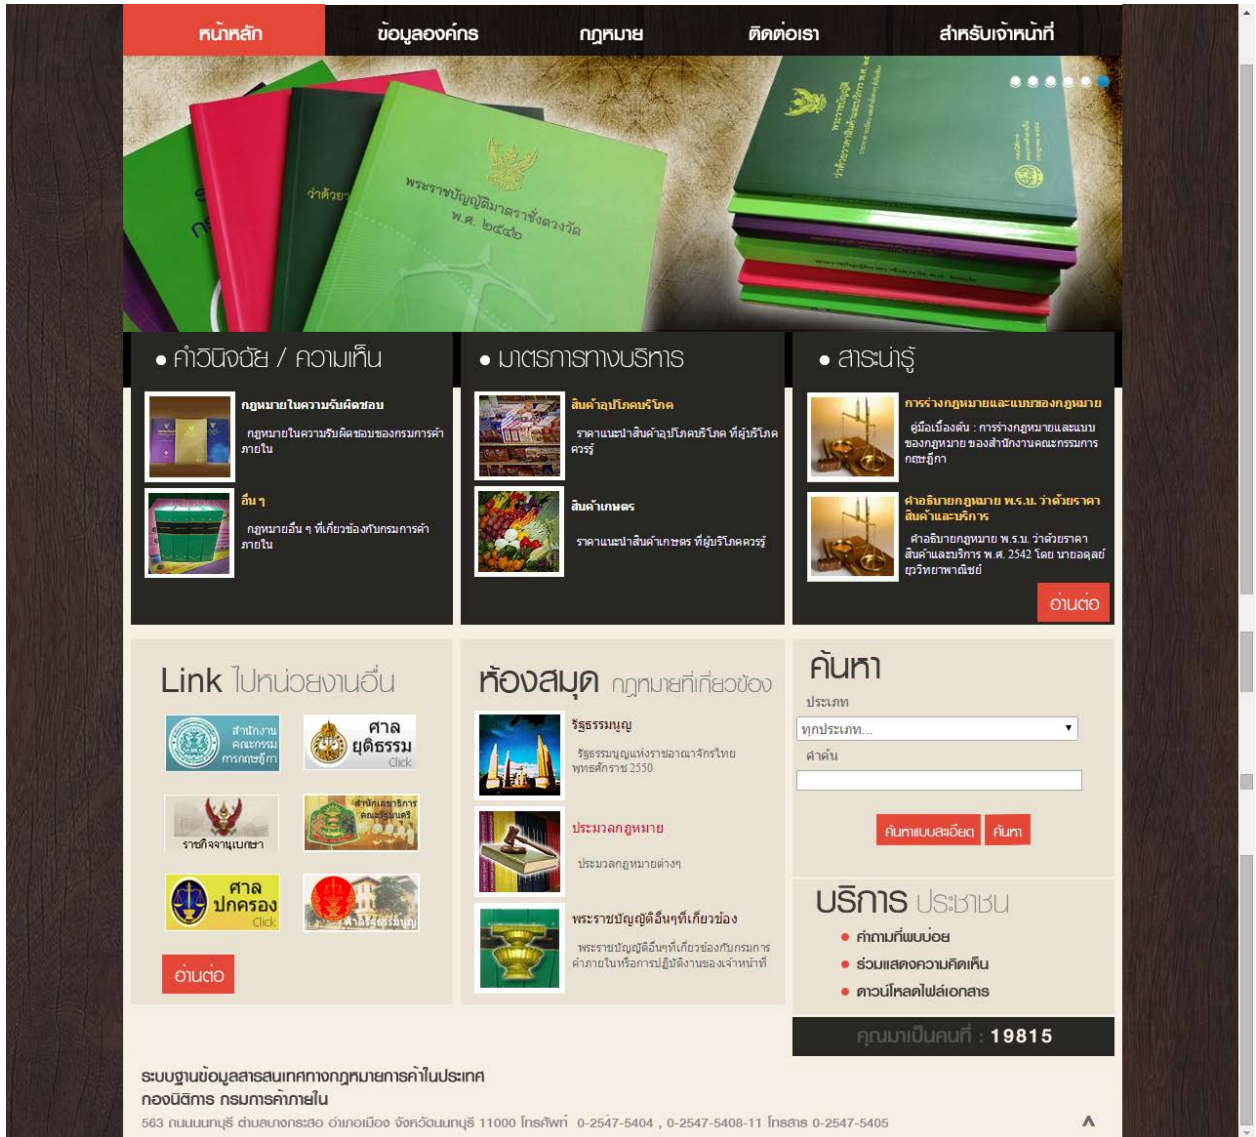 หน้าหลัก
ข้อมูลองค์กร
กฎหมาย
ติดต่อเรา
สำหรับเจ้าหน้าที่
ว่าด้วย
พระราชบัญญัติมาตราชั่งตวงวัด
พ.ศ. ๒๕๔๒
พระราชบัญญัติ
ว่าด้วยราคาสินค้าและบริการ พ.ศ. ๒๕
• คำวินิจฉัย / ความเห็น
กฎหมายในความรับผิดชอบ
กฎหมายในความรับผิดชอบของกรมการค้า
ภายใน
อื่น ๆ
กฎหมายอื่น ๆ ที่เกี่ยวข้องกับกรมการค้า
ภายใน
• มาตรการทางบริหาร
สินค้าอุปโภคบริโภค
ราคาแนะนำสินค้าอุปโภคบริโภค ที่ผู้บริโภค
ควรรู้
สินค้าเกษตร
ราคาแนะนำสินค้าเกษตร ที่ผู้บริโภคควรรู้
• สาระน่ารู้
การร่างกฎหมายและแบบของกฎหมาย
คู่มือเบื้องต้น : การร่างกฎหมายและแบบ
ของกฎหมาย ของสำนักงานคณะกรรมการ
กฤษฎีกา
คำอธิบายกฎหมาย พ.ร.บ. ว่าด้วยราคา
สินค้าและบริการ
คำอธิบายกฎหมาย พ.ร.บ. ว่าด้วยราคา
สินค้าและบริการ พ.ศ. 2542 โดย นายอดุลย์
ยุววิทยาพาณิชย์
อ่านต่อ
Link ไปหน่วยงานอื่น
สำนักงาน
คณะกรรม
การกฤษฎีกา
ศาล
ยุติธรรม
Click
ราชกิจจานุเบกษา
สำนักเลขาธิการ
คณะรัฐมนตรี
ศาล
ปกครอง
Click
ศาลรัฐธรรมนูญ
อ่านต่อ
ห้องสมุด กฎหมายที่เกี่ยวข้อง
รัฐธรรมนูญ
รัฐธรรมนูญแห่งราชอาณาจักรไทย
พุทธศักราช 2550
ประมวลกฎหมาย
ประมวลกฎหมายต่างๆ
พระราชบัญญัติอื่นๆที่เกี่ยวข้อง
พระราชบัญญัติอื่นๆที่เกี่ยวข้องกับกรมการ
ค้าภายในหรือการปฏิบัติงานของเจ้าหน้าที่
ค้นหา
ประเภท
ทุกประเภท...
คำค้น
ค้นหาแบบละเอียด
ค้นหา
บริการ ประชาชน
• คำถามที่พบบ่อย
• ร่วมแสดงความคิดเห็น
• ดาวน์โหลดไฟล์เอกสาร
คุณมาเป็นคนที่ : 19815
ระบบฐานข้อมูลสารสนเทศทางกฎหมายการค้าในประเทศ
กองนิติการ กรมการค้าภายใน
563 ถนนนนทบุรี ตำบลบางกระสอ อำเภอเมือง จังหวัดนนทบุรี 11000 โทรศัพท์ 0-2547-5404 , 0-2547-5408-11 โทรสาร 0-2547-5405